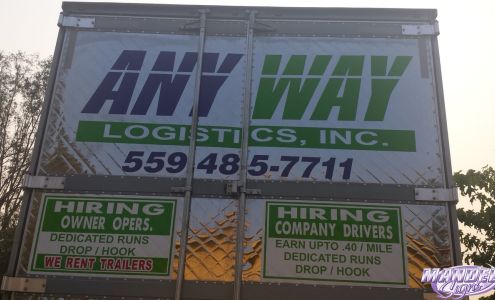 ANY WAY
LOGISTICS, INC.
559 485-7711
HIRING
OWNER OPERS.
DEDICATED RUNS
DROP / HOOK
WE RENT TRAILERS
HIRING
COMPANY DRIVERS
EARN UPTO .40 / MILE
DEDICATED RUNS
DROP / HOOK